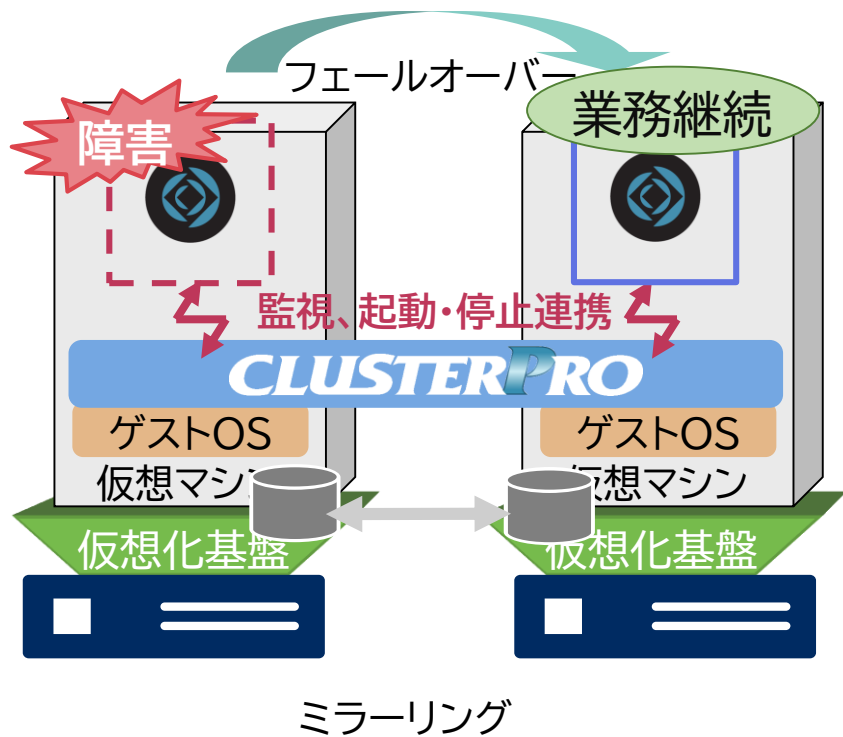 フェールオーバー
障害
業務継続
監視、起動・停止連携
CLUSTERPRO
ゲストOS
ゲストOS
仮想マシン
仮想マシン
仮想化基盤
仮想化基盤
ミラーリング